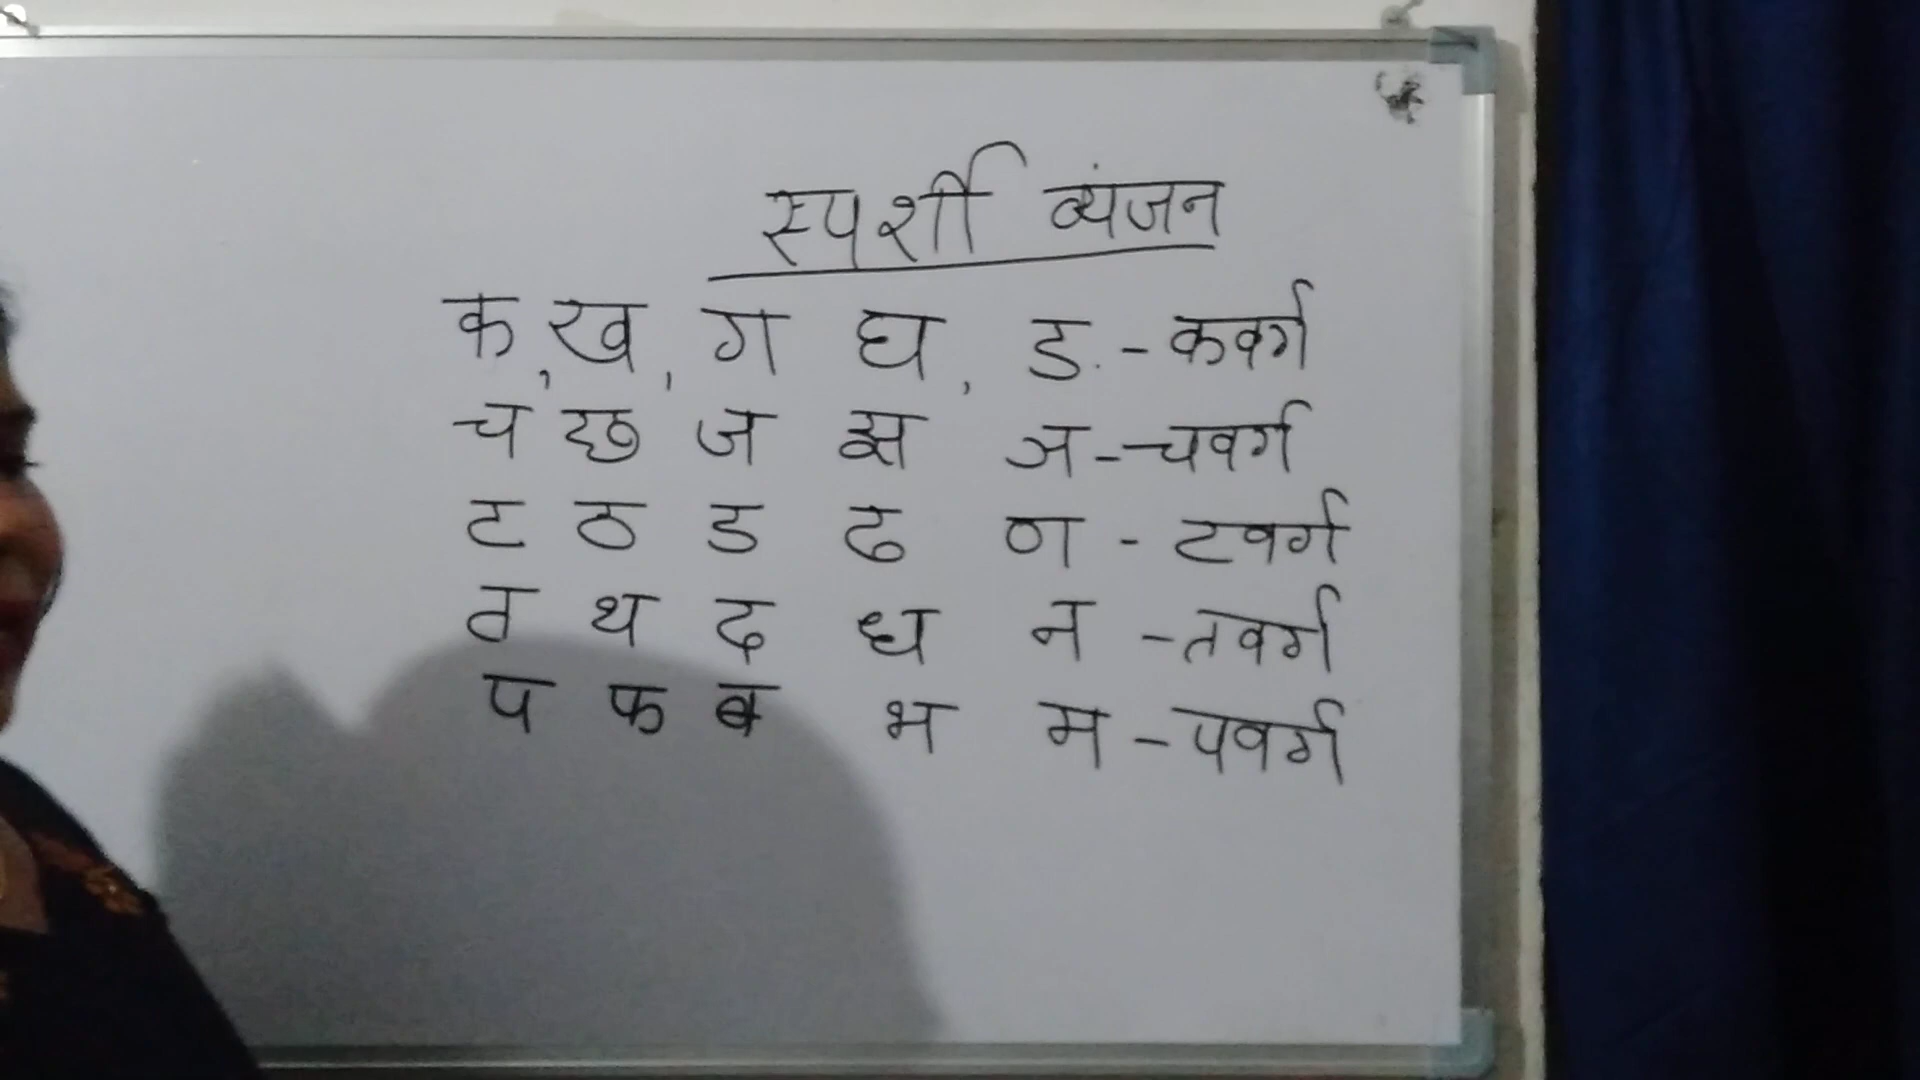 स्पर्शी व्यंजन
क, ख, ग घ, ङ - कवर्ग
च छ ज झ ञ - चवर्ग
ट ठ ड ढ ण - टवर्ग
त थ द ध न - तवर्ग
प फ ब भ म - पवर्ग